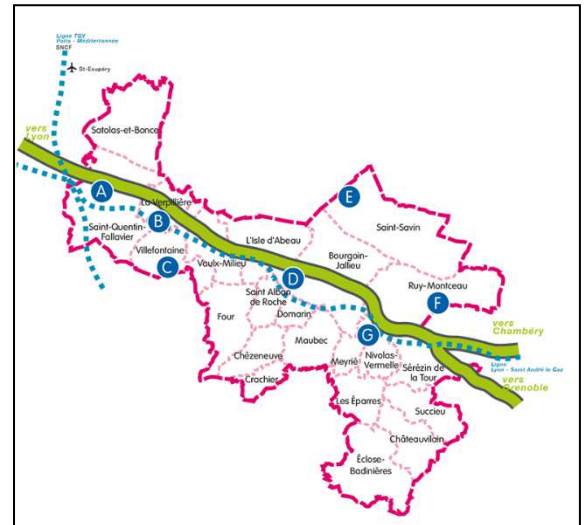 Ligne TGV
Paris - Méditerranée
SNCF
St-Exupéry
Satolas-et-Bonce
vers
Lyon
A
La Verpillière
B
E
Saint-Savin
Saint-Quentin-
Fallavier
L'Isle d'Abeau
Villefontaine
C
Vaulx-Milieu
Bourgoin-
Jallieu
D
Ruy-Montceau
F
Saint Alban
de Roche
Four
Domarin
Maubec
G
vers
Chambéry
Chèzeneuve
Meyrié
Nivolas-
Vermelle
Sérézin de
la Tour
Ligne
Lyon - Saint André le Gaz
Crachier
vers
Grenoble
Les Éparres
Succieu
Châteauvilain
Éclose-
Badinières